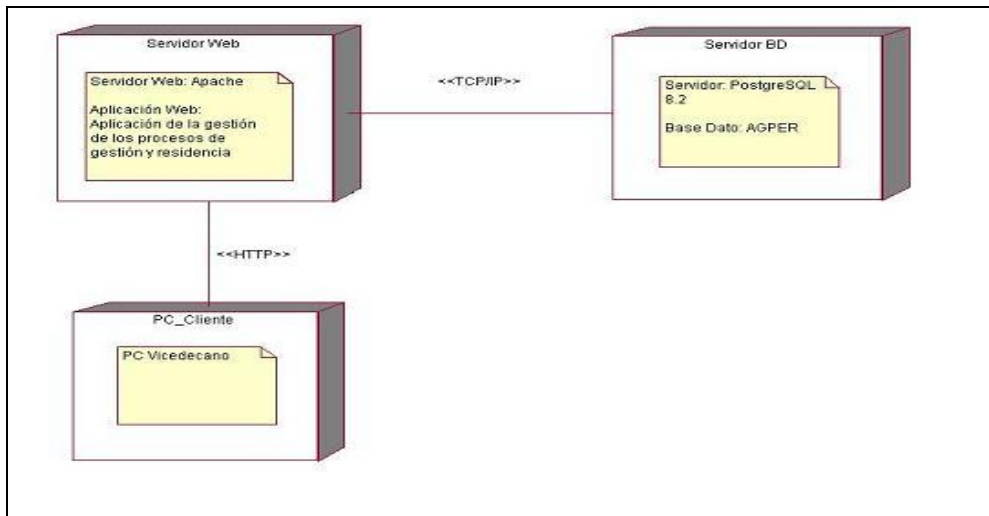 Servidor Web
Servidor Web: Apache
Aplicación Web:
Aplicación de la gestión
de los procesos de
gestión y residencia
<<TCP/IP>>
Servidor BD
Servidor: PostgreSQL
8.2
Base Dato: AGPER
<<HTTP>>
PC_Cliente
PC Vicedecano